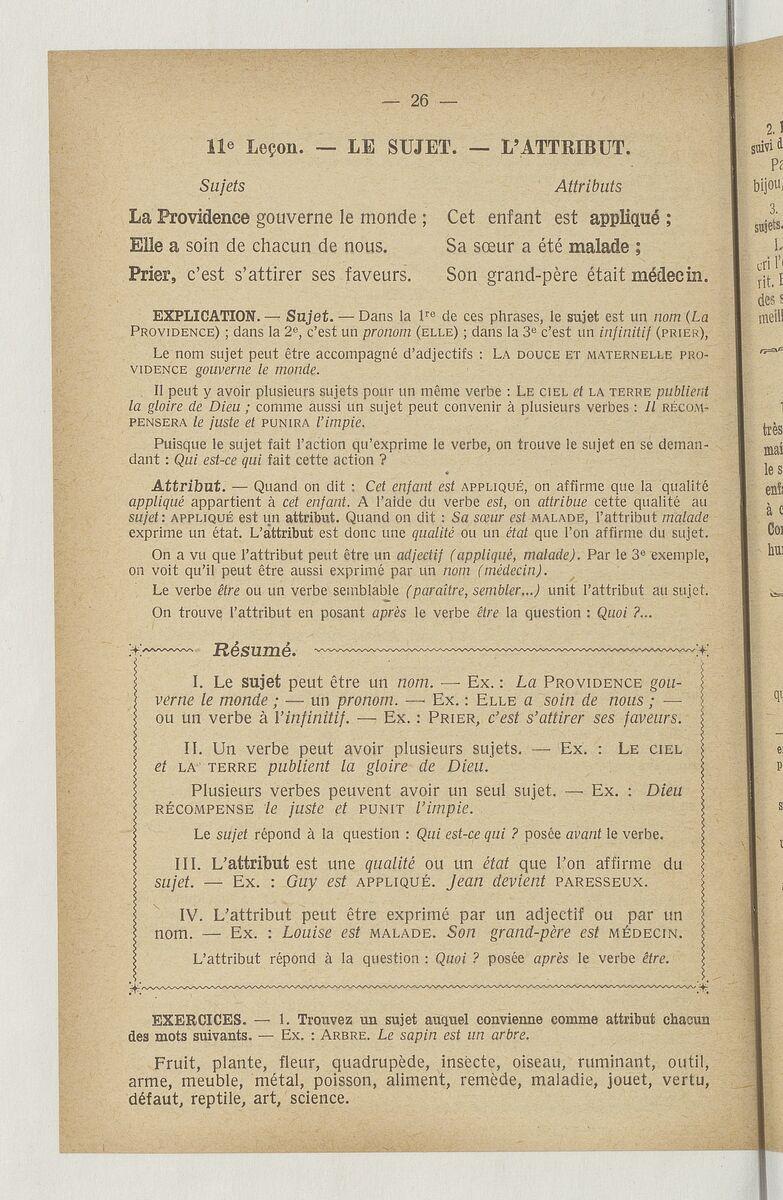 — 26 —
11e Leçon. — LE SUJET. — L'ATTRIBUT.
Sujets
Attributs
La Providence gouverne le monde ;
Cet enfant est appliqué ;
Elle a soin de chacun de nous.
Sa sœur a été malade ;
Prier, c'est s'attirer ses faveurs.
Son grand-père était médecin.
EXPLICATION. — Sujet. — Dans la 1re de ces phrases, le sujet est un nom (La
PROVIDENCE) ; dans la 2e, c'est un pronom (ELLE) ; dans la 3e c'est un infinitif (PRIER),
Le nom sujet peut être accompagné d'adjectifs : LA DOUCE ET MATERNELLE PRO-
VIDENCE gouverne le monde.
Il peut y avoir plusieurs sujets pour un même verbe : LE CIEL et LA TERRE publient
la gloire de Dieu ; comme aussi un sujet peut convenir à plusieurs verbes : Il RÉCOM-
PENSERA le juste et PUNIRA l'impie.
Puisque le sujet fait l'action qu'exprime le verbe, on trouve le sujet en se deman-
dant : Qui est-ce qui fait cette action ?
Attribut. — Quand on dit : Cet enfant est APPLIQUÉ, on affirme que la qualité
appliqué appartient à cet enfant. A l'aide du verbe est, on attribue cette qualité au
sujet : APPLIQUÉ est un attribut. Quand on dit : Sa sœur est MALADE, l'attribut malade
exprime un état. L'attribut est donc une qualité ou un état que l'on affirme du sujet.
On a vu que l'attribut peut être un adjectif (appliqué, malade). Par le 3e exemple,
on voit qu'il peut être aussi exprimé par un nom (médecin).
Le verbe être ou un verbe semblable (paraître, sembler...) unit l'attribut au sujet.
On trouve l'attribut en posant après le verbe être la question : Quoi ?...
Résumé.
I. Le sujet peut être un nom. — Ex. : La PROVIDENCE gou-
verne le monde ; — un pronom. — Ex. : ELLE a soin de nous ; —
ou un verbe à l'infinitif. — Ex. : PRIER, c'est s'attirer ses faveurs.
II. Un verbe peut avoir plusieurs sujets. — Ex. : LE CIEL
et LA TERRE publient la gloire de Dieu.
Plusieurs verbes peuvent avoir un seul sujet. — Ex. : Dieu
RÉCOMPENSE le juste et PUNIT l'impie.
Le sujet répond à la question : Qui est-ce qui ? posée avant le verbe.
III. L'attribut est une qualité ou un état que l'on affirme du
sujet. — Ex. : Guy est APPLIQUÉ. Jean devient PARESSEUX.
IV. L'attribut peut être exprimé par un adjectif ou par un
nom. — Ex. : Louise est MALADE. Son grand-père est MÉDECIN.
L'attribut répond à la question : Quoi ? posée après le verbe être.
EXERCICES. — 1. Trouvez un sujet auquel convienne comme attribut chacun
des mots suivants. — Ex. : ARBRE. Le sapin est un arbre.
Fruit, plante, fleur, quadrupède, insecte, oiseau, ruminant, outil,
arme, meuble, métal, poisson, aliment, remède, maladie, jouet, vertu,
défaut, reptile, art, science.
2.
suivi
bijou,
3.
sujets.
des
très
le
à